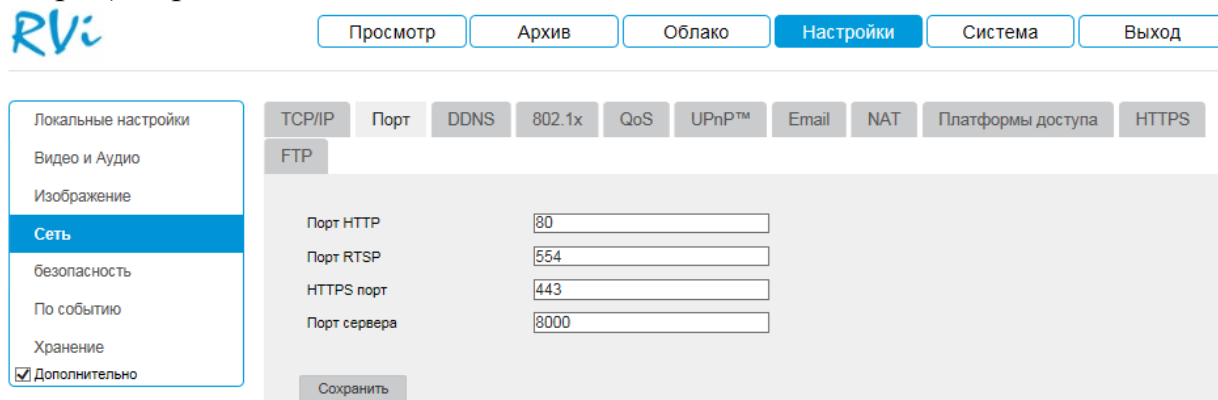 RVi
Просмотр Архив Облако Настройки Система Выход
Локальные настройки
Видео и Аудио
Изображение
Сеть
безопасность
По событию
Хранение
Дополнительно
TCP/IP Порт DDNS 802.1x QoS UPnP™ Email NAT Платформы доступа HTTPS
FTP
Порт HTTP 80
Порт RTSP 554
HTTPS порт 443
Порт сервера 8000
Сохранить